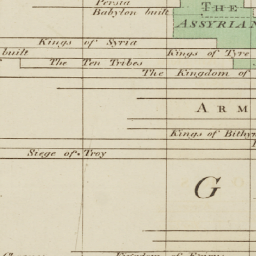 Persia
Babylon built
THE
ASSYRIAN
Kings of Syria
Kings of Tyre
built
The Ten Tribes
The Kingdom of
ARM
Kings of Bithyn
Siege of Troy
G